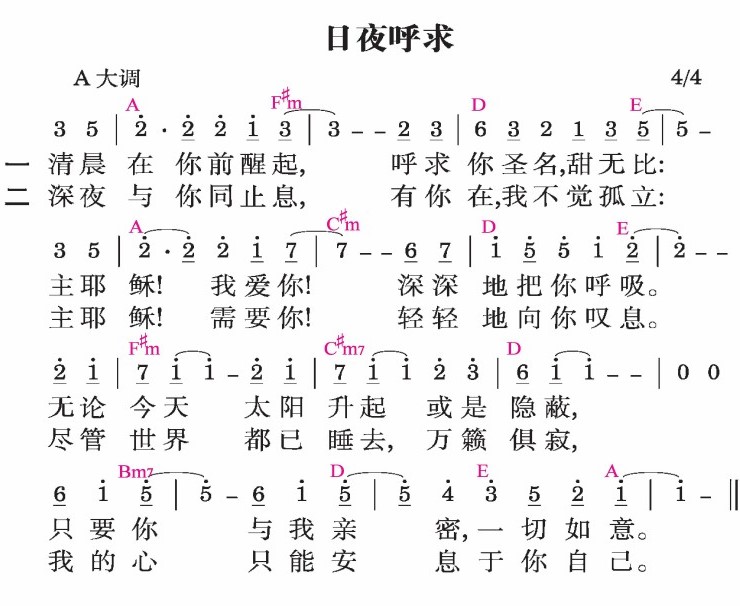 日夜呼求
A 大调 4/4
A F♯m D E
3 5 | 2̇ · 2̇ 2̇ 1̇ 3̇ | 3 - - 2 3 | 6 3 2 1 3 5 | 5 -
一 清晨 在 你前醒起, 呼求 你圣名,甜无比:
二 深夜 与 你同止息, 有你 在,我不觉孤立:
A C♯m D E
3 5 | 2̇ · 2̇ 2̇ 1̇ 7 | 7 - - 6 7 | 1̇ 5 5 1̇ 2̇ | 2̇ - -
主耶 稣! 我爱你! 深深 地把你呼吸。
主耶 稣! 需要你! 轻轻 地向你叹息。
F♯m C♯m7 D
2̇ 1̇ | 7 1̇ 1̇ - 2̇ 1̇ | 7 1̇ 1̇ 2̇ 3̇ | 6 1̇ 1̇ - - | 0 0
无论 今天 太阳 升起 或是 隐蔽,
尽管 世界 都已 睡去, 万籁 俱寂,
Bm7 D E A
6 1̇ 5̇ | 5̇ - 6 1̇ 5̇ | 5̇ 4̇ 3̇ 5̇ 2̇ 1̇ | 1̇ - ‖
只要你 与我亲 密,一切如意。
我的心 只能安 息于你自己。